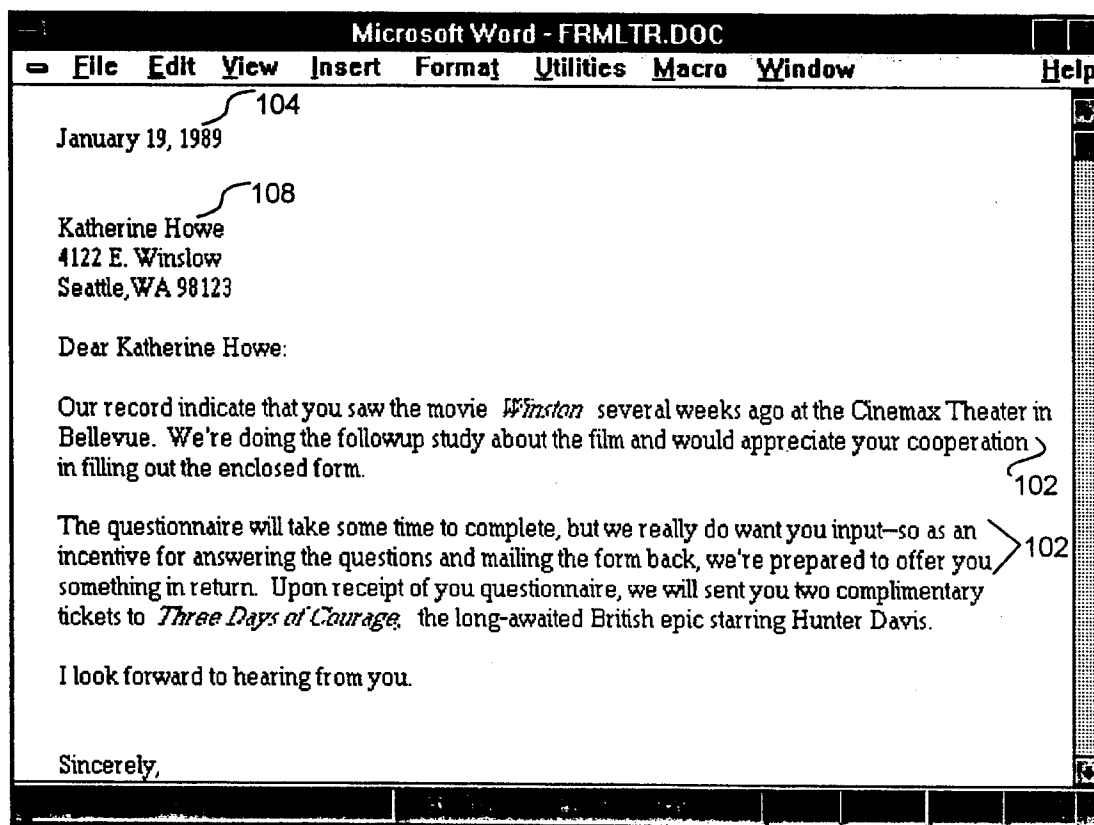 Microsoft Word - FRMLTR.DOC
File Edit View Insert Format Utilities Macro Window Help
104
January 19, 1989
108
Katherine Howe
4122 E. Winslow
Seattle, WA 98123
Dear Katherine Howe:
Our record indicate that you saw the movie Winston several weeks ago at the Cinemax Theater in
Bellevue. We're doing the followup study about the film and would appreciate your cooperation
in filling out the enclosed form.
102
The questionnaire will take some time to complete, but we really do want you input–so as an
incentive for answering the questions and mailing the form back, we're prepared to offer you
102
something in return. Upon receipt of you questionnaire, we will sent you two complimentary
tickets to Three Days of Courage, the long-awaited British epic starring Hunter Davis.
I look forward to hearing from you.
Sincerely,